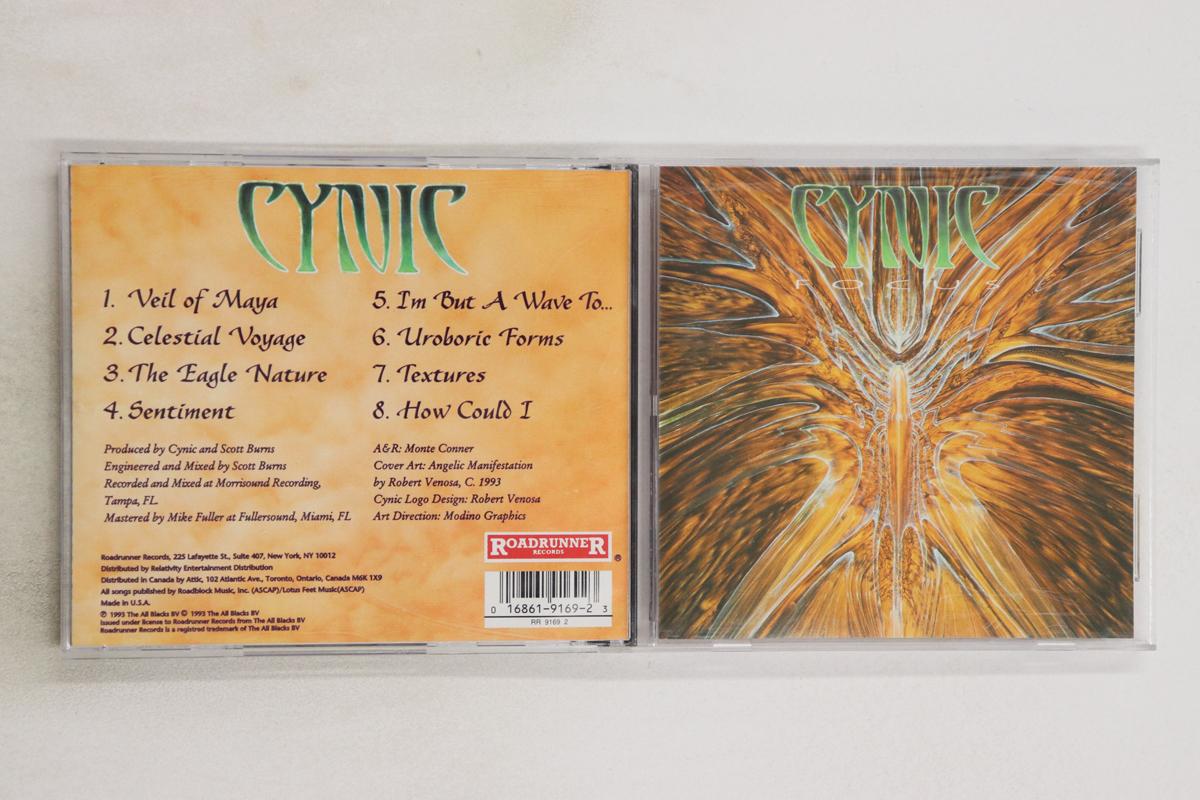 CYNIC
1. Veil of Maya
2. Celestial Voyage
3. The Eagle Nature
4. Sentiment
5. I'm But A Wave To...
6. Uroboric Forms
7. Textures
8. How Could I
Produced by Cynic and Scott Burns
Engineered and Mixed by Scott Burns
Recorded and Mixed at Morrisound Recording,
Tampa, FL.
Mastered by Mike Fuller at Fullersound, Miami, FL
A&R: Monte Conner
Cover Art: Angelic Manifestation
by Robert Venosa, C. 1993
Cynic Logo Design: Robert Venosa
Art Direction: Modino Graphics
Roadrunner Records, 225 Lafayette St., Suite 407, New York, NY 10012
Distributed by Relativity Entertainment Distribution
Distributed in Canada by Attic, 102 Atlantic Ave., Toronto, Ontario, Canada M6K 1X9
All songs published by Roadblock Music, Inc. (ASCAP)/Lotus Feet Music(ASCAP)
Made in U.S.A.
℗ 1993 The All Blacks BV © 1993 The All Blacks BV
Issued under license to Roadrunner Records from The All Blacks BV
Roadrunner Records is a registred trademark of The All Blacks BV
ROADRUNNER
RECORDS
®
0 16861-9169-2 3
RR 9169 2
CYNIC
FOCUS